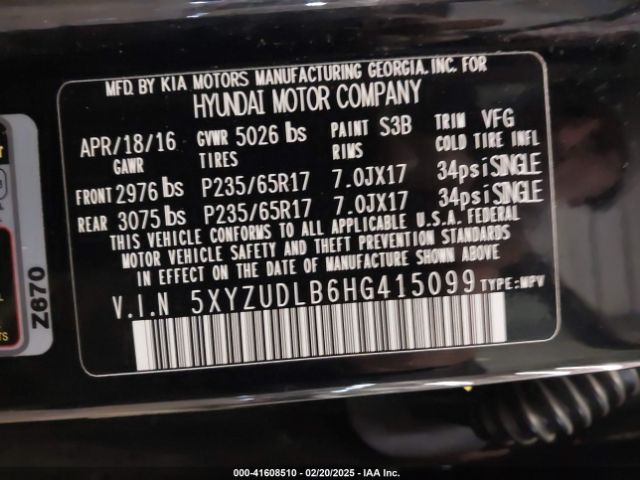 MFD. BY KIA MOTORS MANUFACTURING GEORGIA, INC. FOR
HYUNDAI MOTOR COMPANY
APR/18/16 GVWR 5026 lbs PAINT S3B TRIM VFG
GAWR TIRES RIMS COLD TIRE INFL
FRONT 2976 lbs P235/65R17 7.0JX17 34psi SINGLE
REAR 3075 lbs P235/65R17 7.0JX17 34psi SINGLE
THIS VEHICLE CONFORMS TO ALL APPLICABLE U.S.A. FEDERAL
MOTOR VEHICLE SAFETY AND THEFT PREVENTION STANDARDS
IN EFFECT ON THE DATE OF MANUFACTURE SHOWN ABOVE
V.I.N 5XYZUDLB6HG415099 TYPE:MPV
Z670
©-41608510 - 02/20/2025 - IAA Inc.